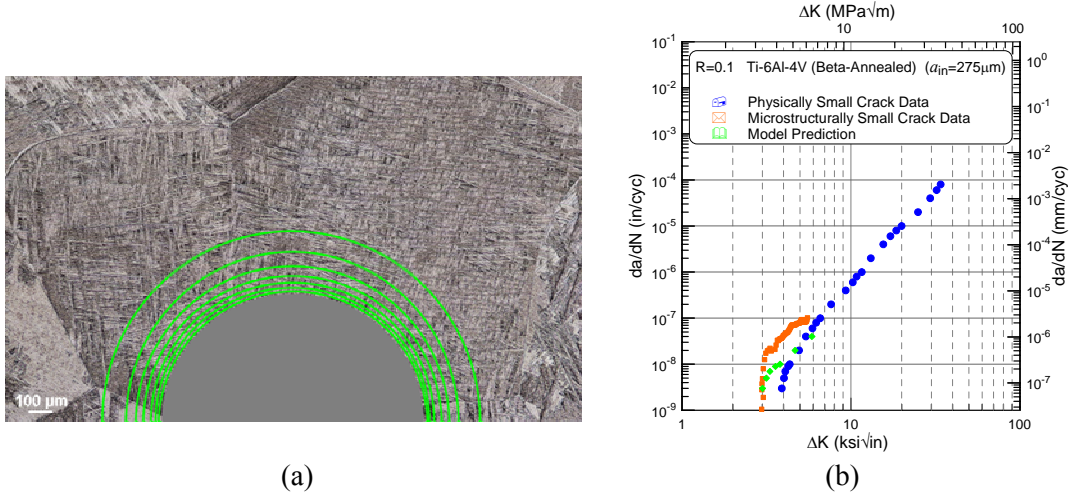 100 µm
(a)
ΔK (MPa√m)
10
100
R=0.1 Ti-6Al-4V (Beta-Annealed) (a_in=275µm)
Physically Small Crack Data
Microstructurally Small Crack Data
Model Prediction
da/dN (in/cyc)
10⁻¹
10⁻²
10⁻³
10⁻⁴
10⁻⁵
10⁻⁶
10⁻⁷
10⁻⁸
10⁻⁹
10⁰
10⁻¹
10⁻²
10⁻³
10⁻⁴
10⁻⁵
10⁻⁶
10⁻⁷
da/dN (mm/cyc)
1
10
100
ΔK (ksi√in)
(b)